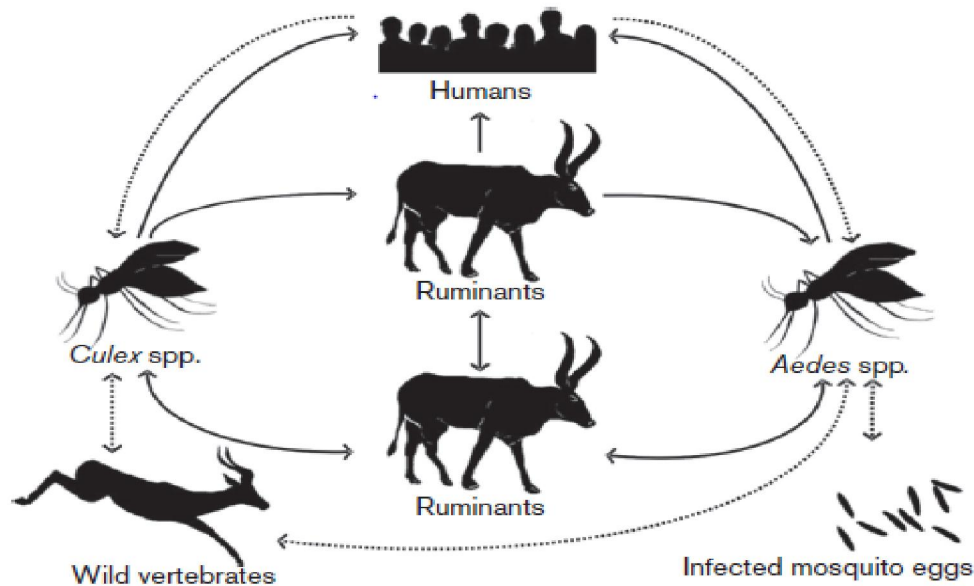 Humans
Ruminants
Culex spp.
Aedes spp.
Ruminants
Wild vertebrates
Infected mosquito eggs